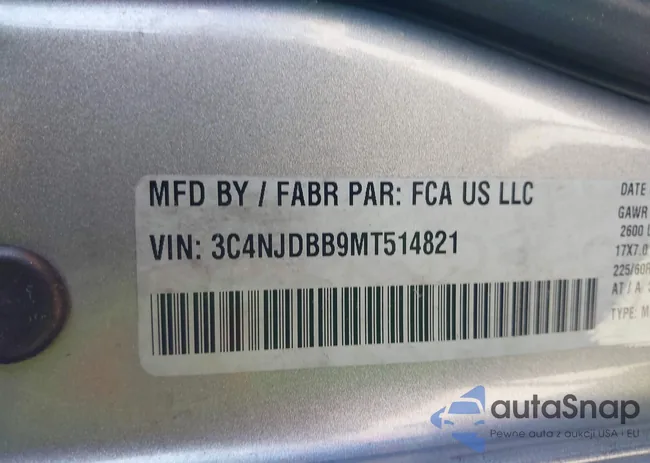 MFD BY / FABR PAR: FCA US LLC
VIN: 3C4NJDBB9MT514821
DATE
GAWR
2600
17X7.0
225/60R
AT / A:
TYPE: M
autaSnap
Pewne auta z aukcji USA i EU